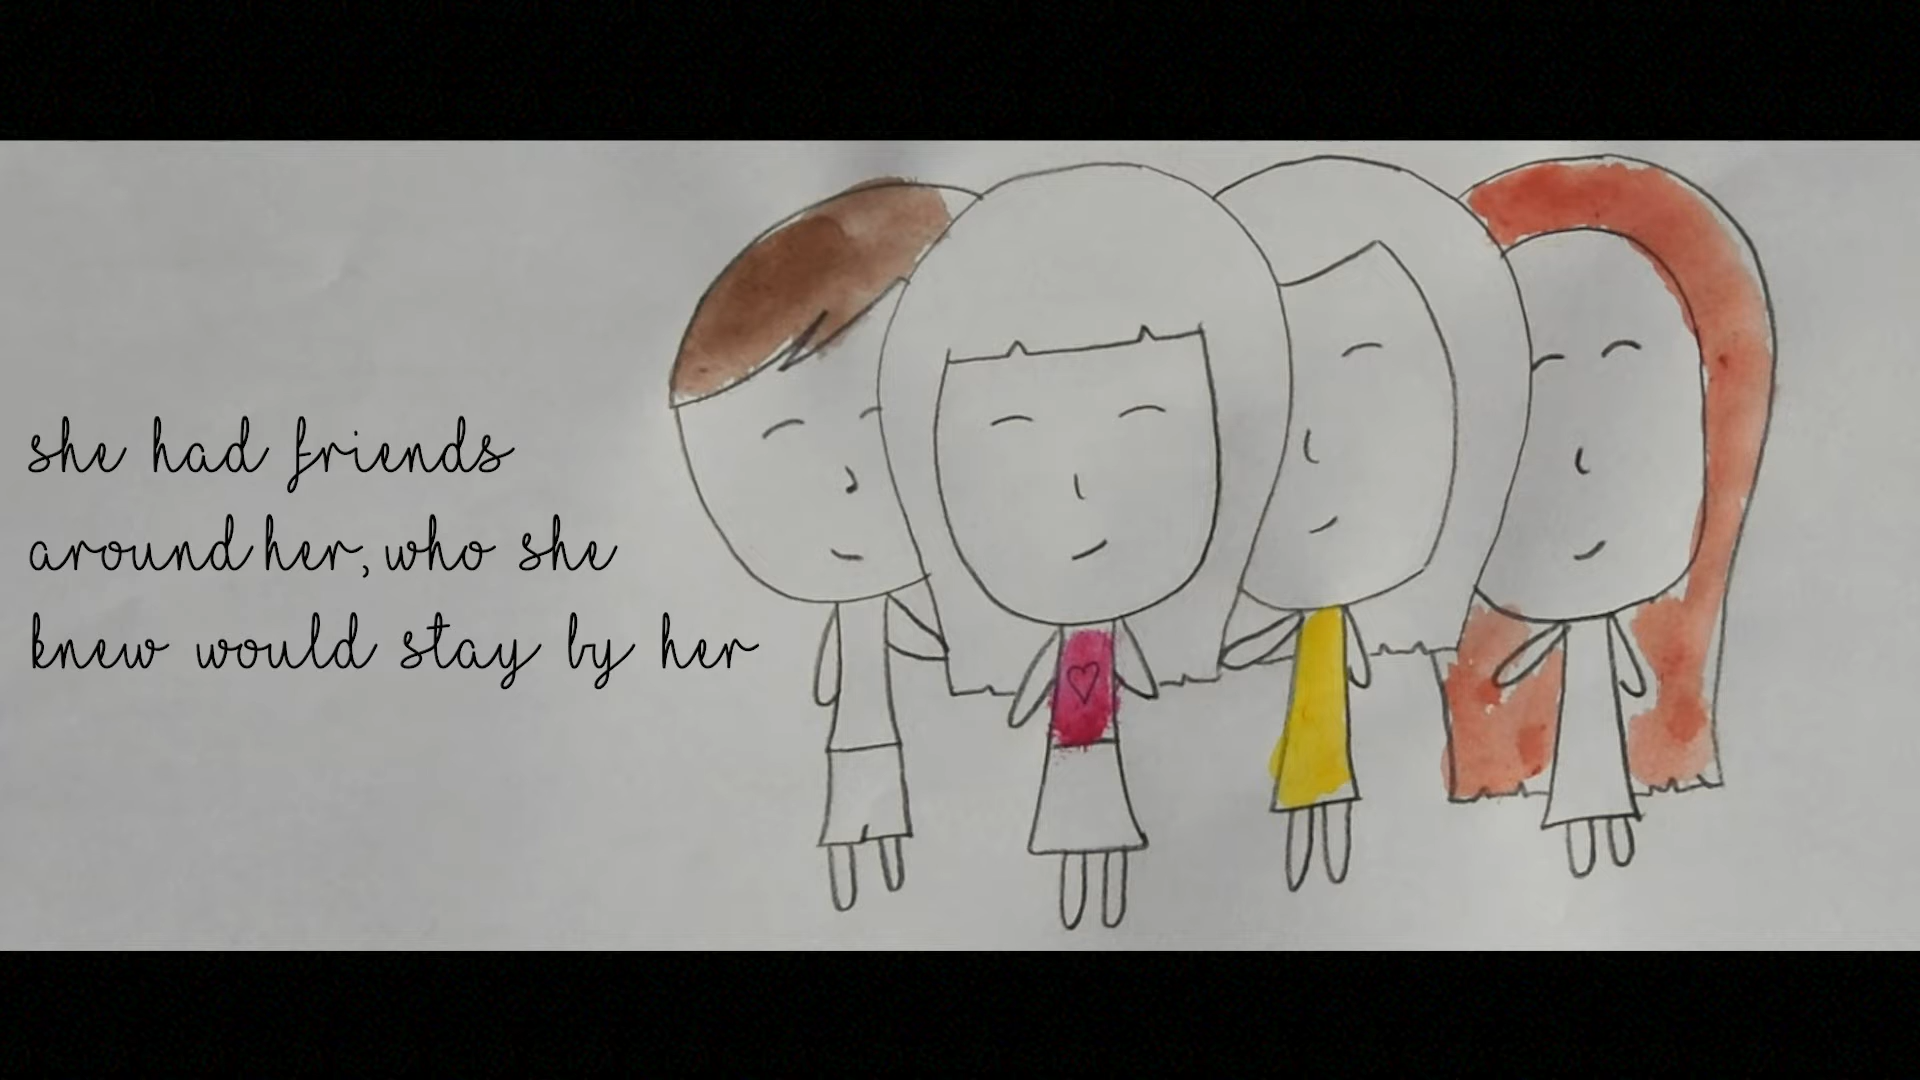 she had friends
around her, who she
knew would stay by her